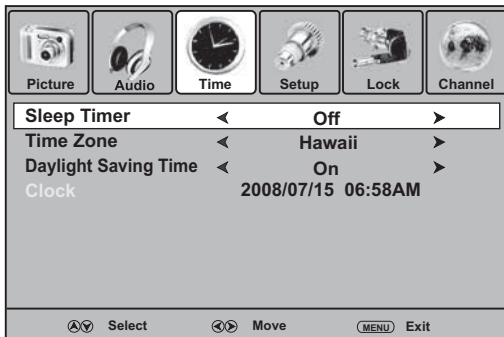 Picture Audio Time Setup Lock Channel
Sleep Timer Off
Time Zone Hawaii
Daylight Saving Time On
Clock 2008/07/15 06:58AM
Select Move MENU Exit